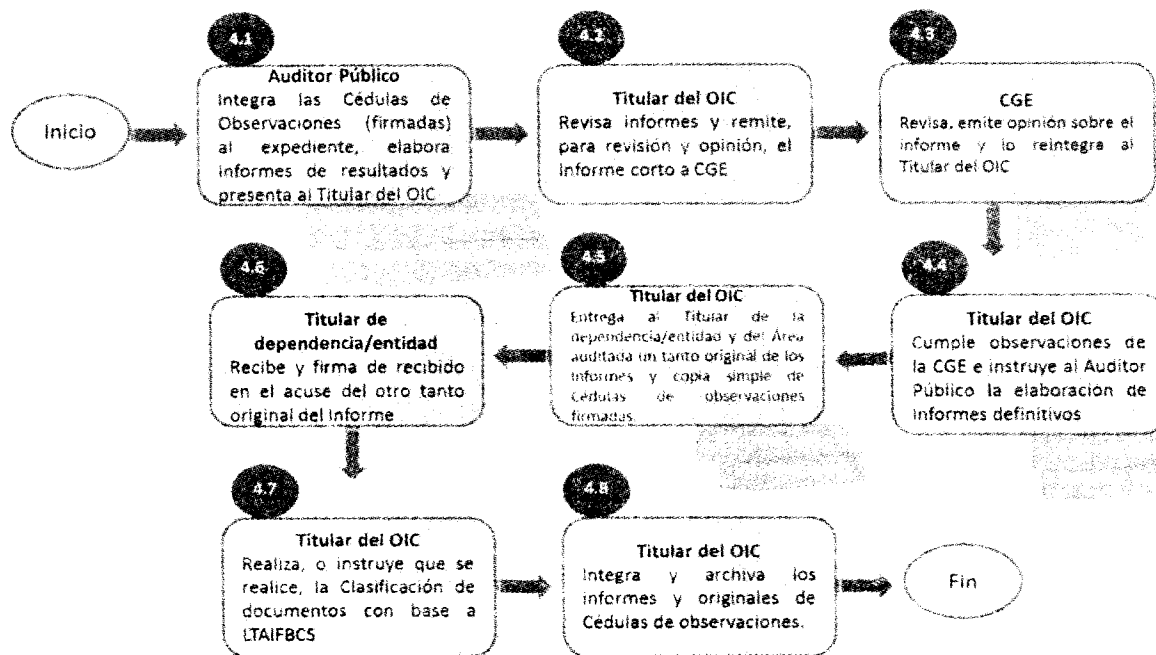 Inicio
4.1
Auditor Público
Integra las Cédulas de
Observaciones (firmadas)
al expediente, elabora
informes de resultados y
presenta al Titular del OIC
4.2
Titular del OIC
Revisa informes y remite,
para revisión y opinión, el
Informe corto a CGE
4.3
CGE
Revisa, emite opinión sobre el
informe y lo reintegra al
Titular del OIC
4.4
Titular del OIC
Cumple observaciones de
la CGE e instruye al Auditor
Público la elaboración de
Informes definitivos
4.5
Titular del OIC
Entrega al Titular de la
dependencia/entidad y del Área
auditada un tanto original de los
Informes y copia simple de
Cédulas de observaciones
firmadas.
4.6
Titular de
dependencia/entidad
Recibe y firma de recibido
en el acuse del otro tanto
original del Informe
4.7
Titular del OIC
Realiza, o instruye que se
realice, la Clasificación de
documentos con base a
LTAIFBCS
4.8
Titular del OIC
Integra y archiva los
informes y originales de
Cédulas de observaciones.
Fin